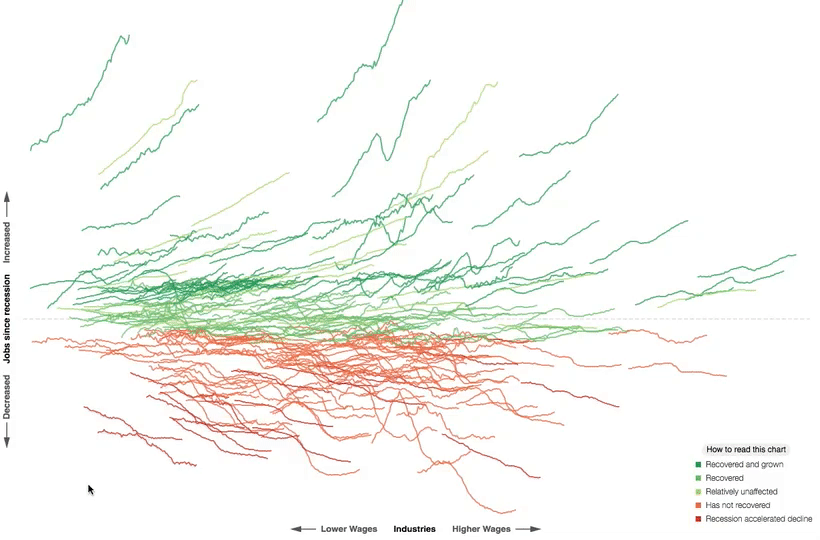 Increased
Jobs since recession
Decreased
How to read this chart
Recovered and grown
Recovered
Relatively unaffected
Has not recovered
Recession accelerated decline
Lower Wages Industries Higher Wages